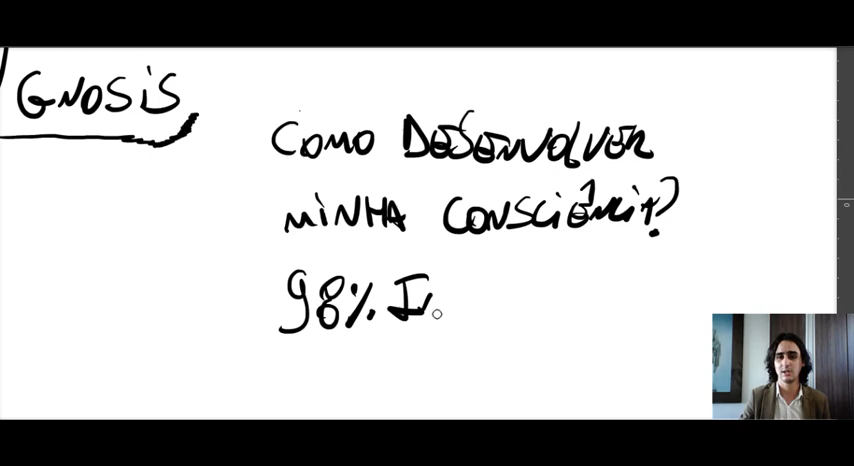 GNOSIS
COMO DESENVOLVER
MINHA CONSCIÊNCIA?
98% I